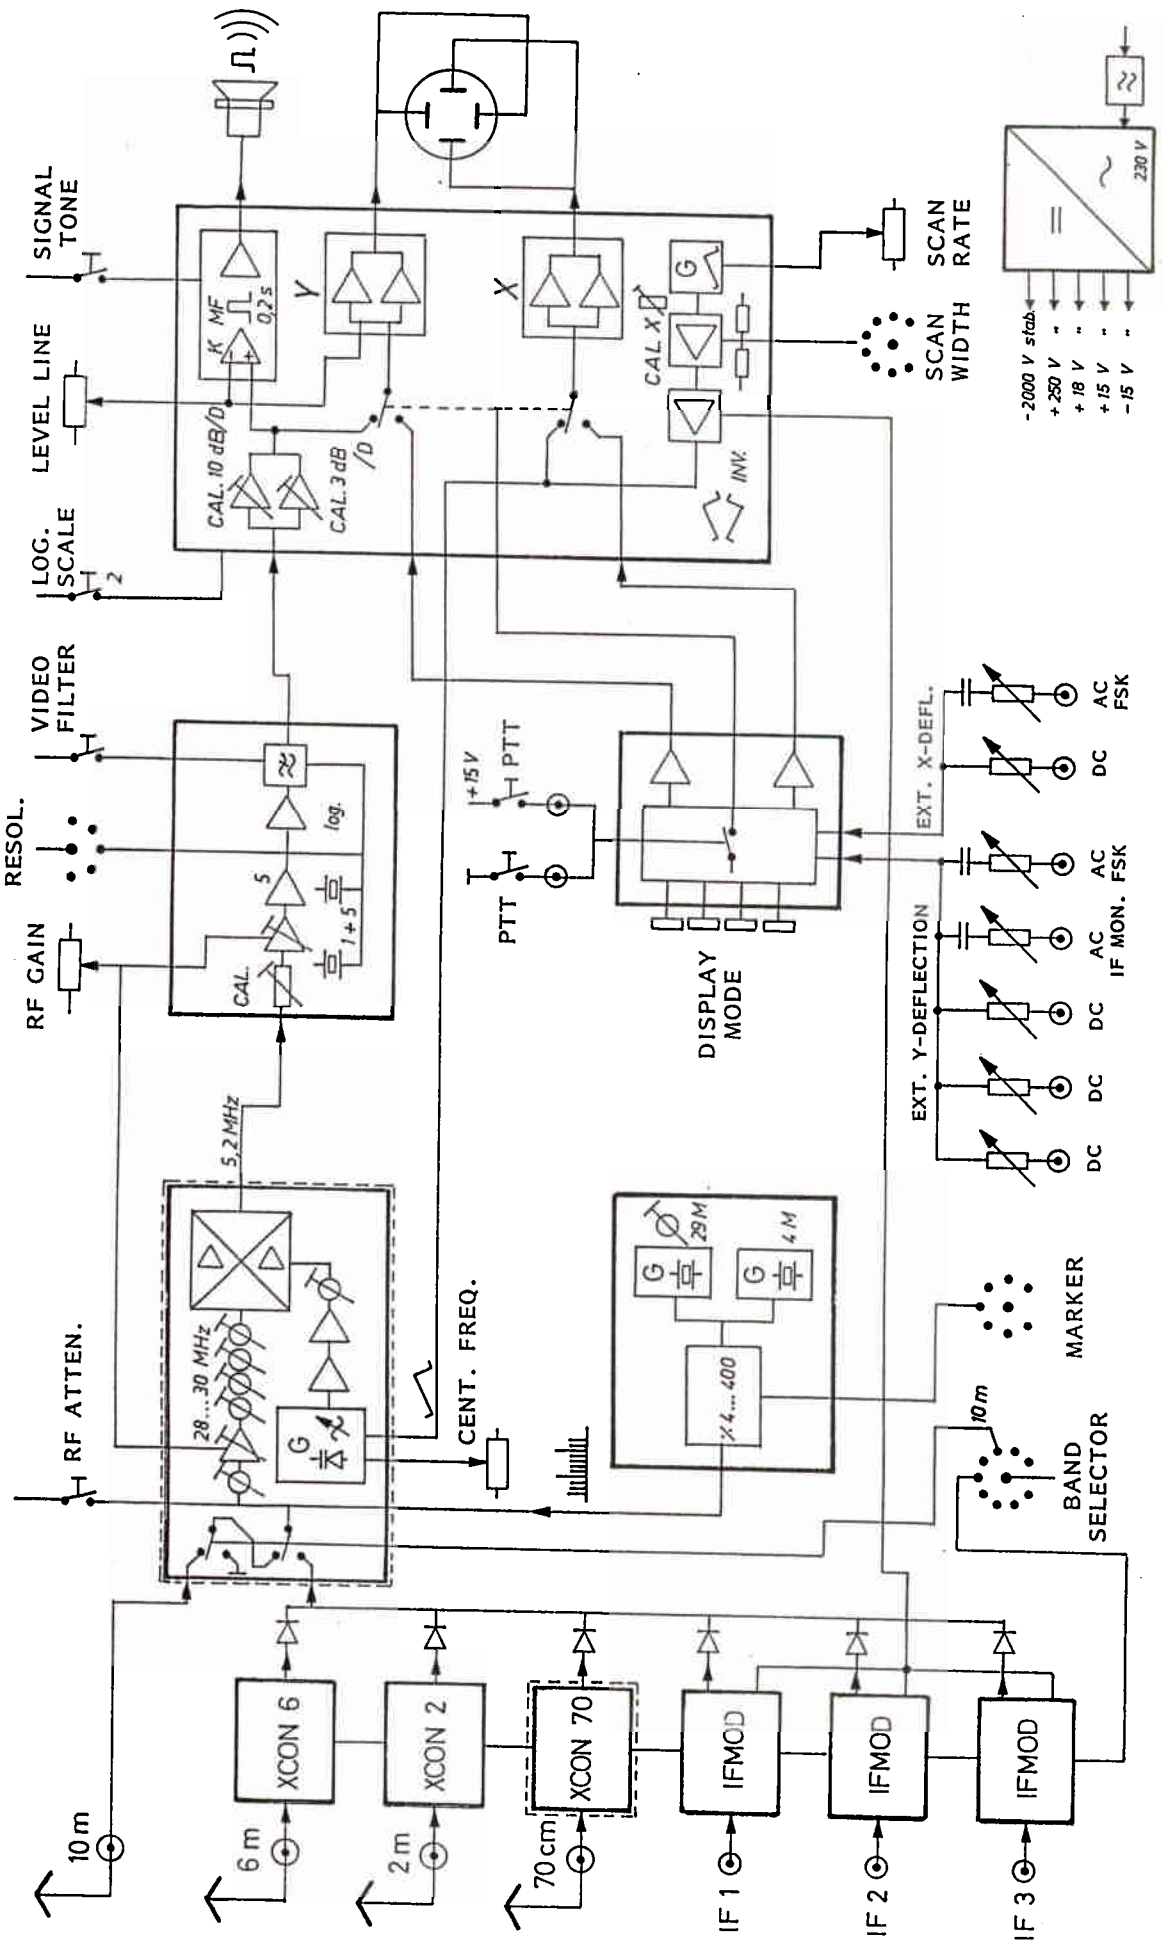 10 m
6 m
2 m
70 cm
IF 1
IF 2
IF 3
XCON 6
XCON 2
XCON 70
IFMOD
IFMOD
IFMOD
RF ATTEN.
28...30 MHz
G
5,2 MHz
CENT. FREQ.
G
29 M
G
4 M
⁒ 4...400
10 m
BAND
SELECTOR
MARKER
RF GAIN
RESOL.
VIDEO
FILTER
CAL.
5
1 + 5
log.
LOG.
SCALE
2
LEVEL LINE
SIGNAL
TONE
CAL. 10 dB/D
CAL. 3 dB
/D
K
MF
0,2 s
Y
X
CAL. X
G
INV.
SCAN
WIDTH
SCAN
RATE
PTT
+15 V
PTT
DISPLAY
MODE
EXT. Y-DEFLECTION
EXT. X-DEFL.
DC
DC
DC
AC
IF MON.
AC
FSK
DC
AC
FSK
230 V
-2000 V stab.
+250 V "
+18 V "
+15 V "
-15 V "